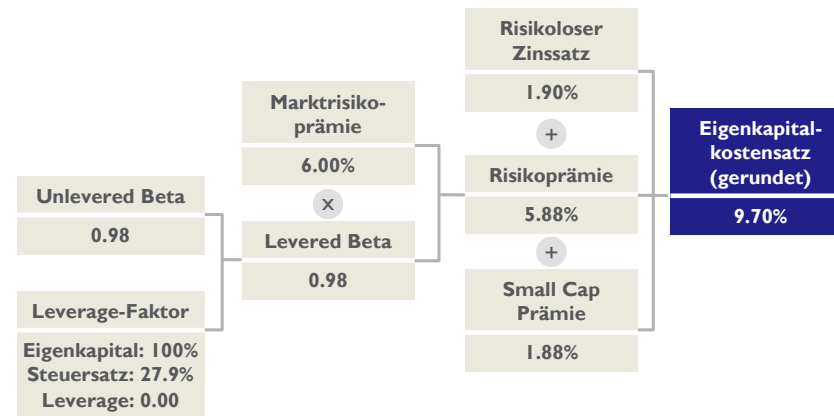 Unlevered Beta
0.98
Leverage-Faktor
Eigenkapital: 100%
Steuersatz: 27.9%
Leverage: 0.00
Marktrisiko-
prämie
6.00%
x
Levered Beta
0.98
Risikoloser
Zinssatz
1.90%
+
Risikoprämie
5.88%
+
Small Cap
Prämie
1.88%
Eigenkapital-
kostensatz
(gerundet)
9.70%